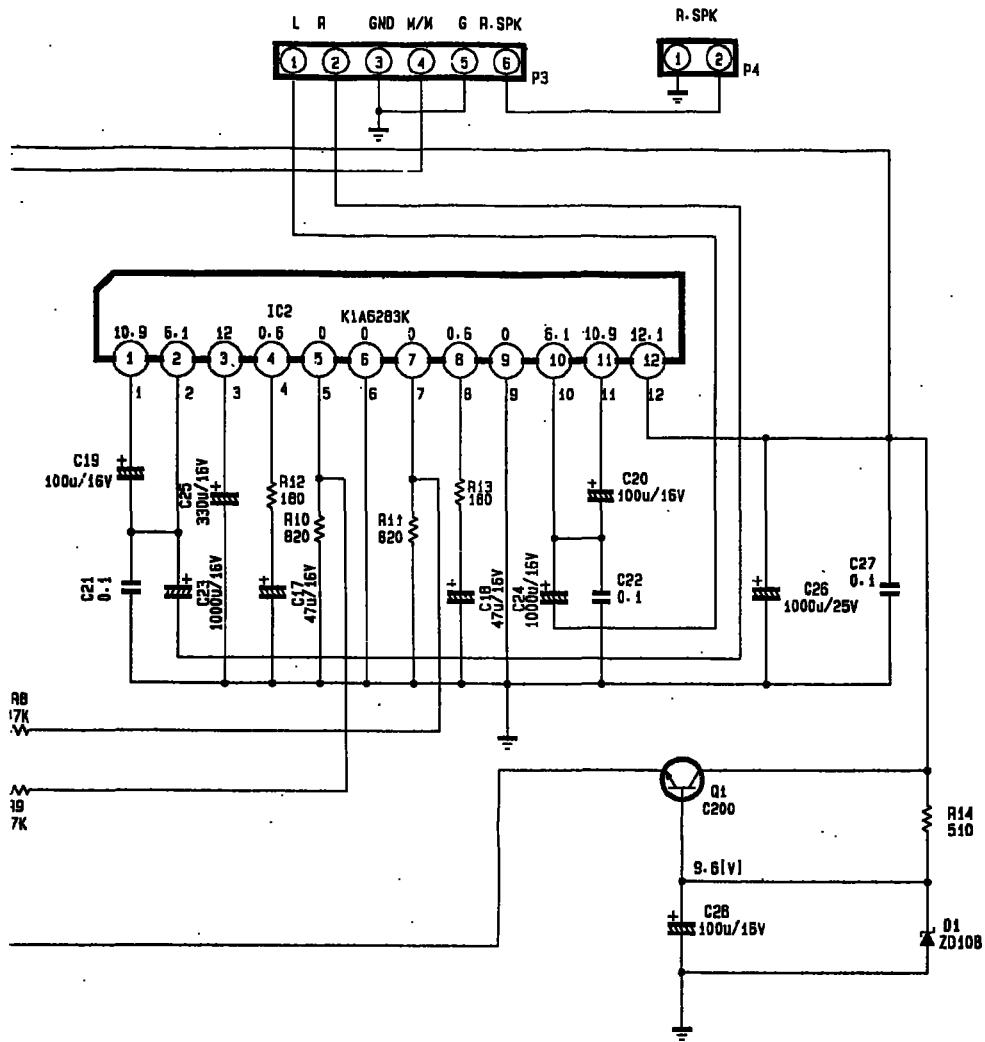 L R GND M/M G R.SPK
R.SPK
1 2 3 4 5 6
P3
1 2
P4
IC2 KIA6283K
10.9 6.1 12 0.6 0 0 0 0.6 0 6.1 10.9 12.1
1 2 3 4 5 6 7 8 9 10 11 12
1 2 3 4 5 6 7 8 9 10 11 12
C19
100u/16V
C25
330u/16V
R12
180
R10
820
R11
820
R13
180
C20
100u/16V
C21
0.1
C23
1000u/16V
C17
47u/16V
C18
47u/16V
C24
1000u/16V
C22
0.1
C26
1000u/25V
C27
0.1
R8
7K
R9
7K
Q1
C200
R14
510
9.6[V]
C28
100u/16V
D1
ZD10B